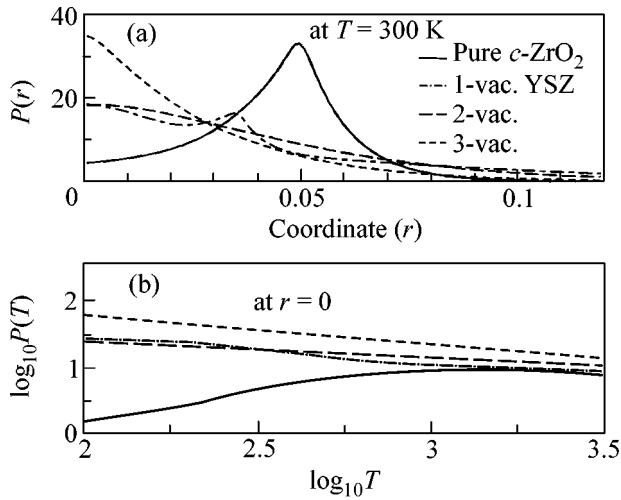 (a)
at T = 300 K
Pure c-ZrO2
1-vac. YSZ
2-vac.
3-vac.
P(r)
40
20
0
0.05
0.1
Coordinate (r)
(b)
at r = 0
log10P(T)
2
1
0
2
2.5
3
3.5
log10T